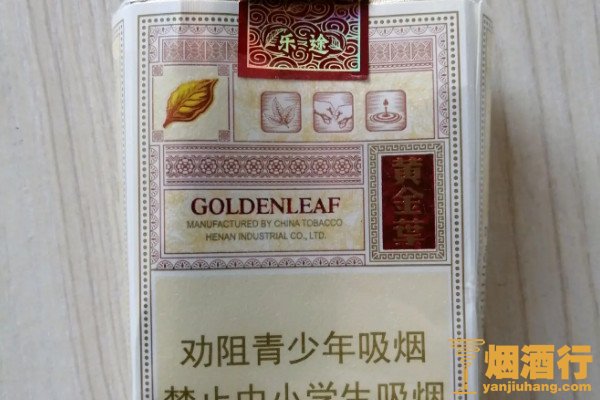 乐途
GOLDENLEAF
MANUFACTURED BY CHINA TOBACCO
HENAN INDUSTRIAL CO., LTD.
黄金葉
劝阻青少年吸烟
禁止中小学生吸烟
烟酒行
yanjiuhang.com